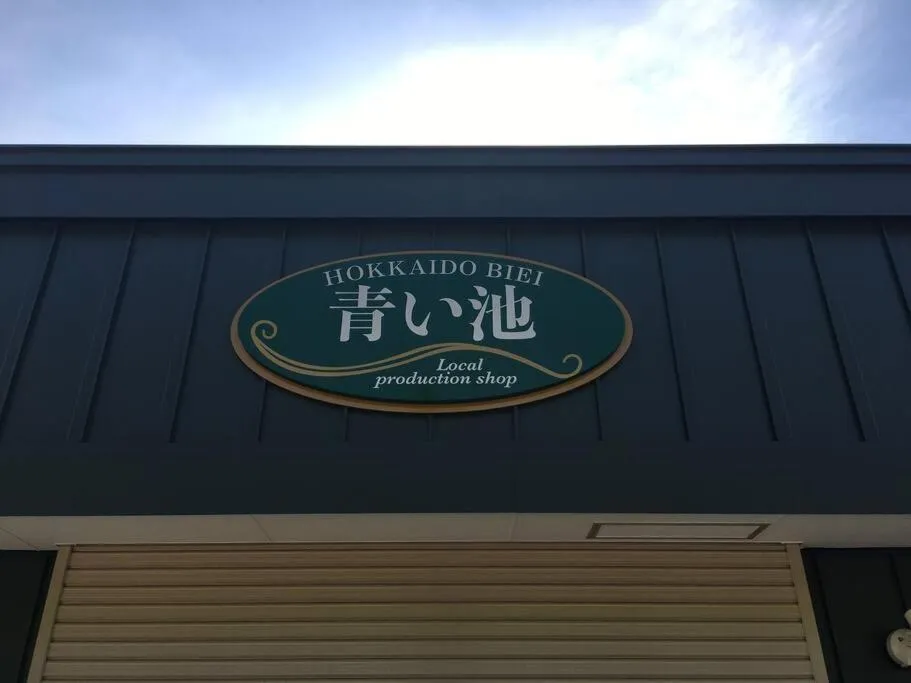 HOKKAIDO BIEI
青い池
Local
production shop